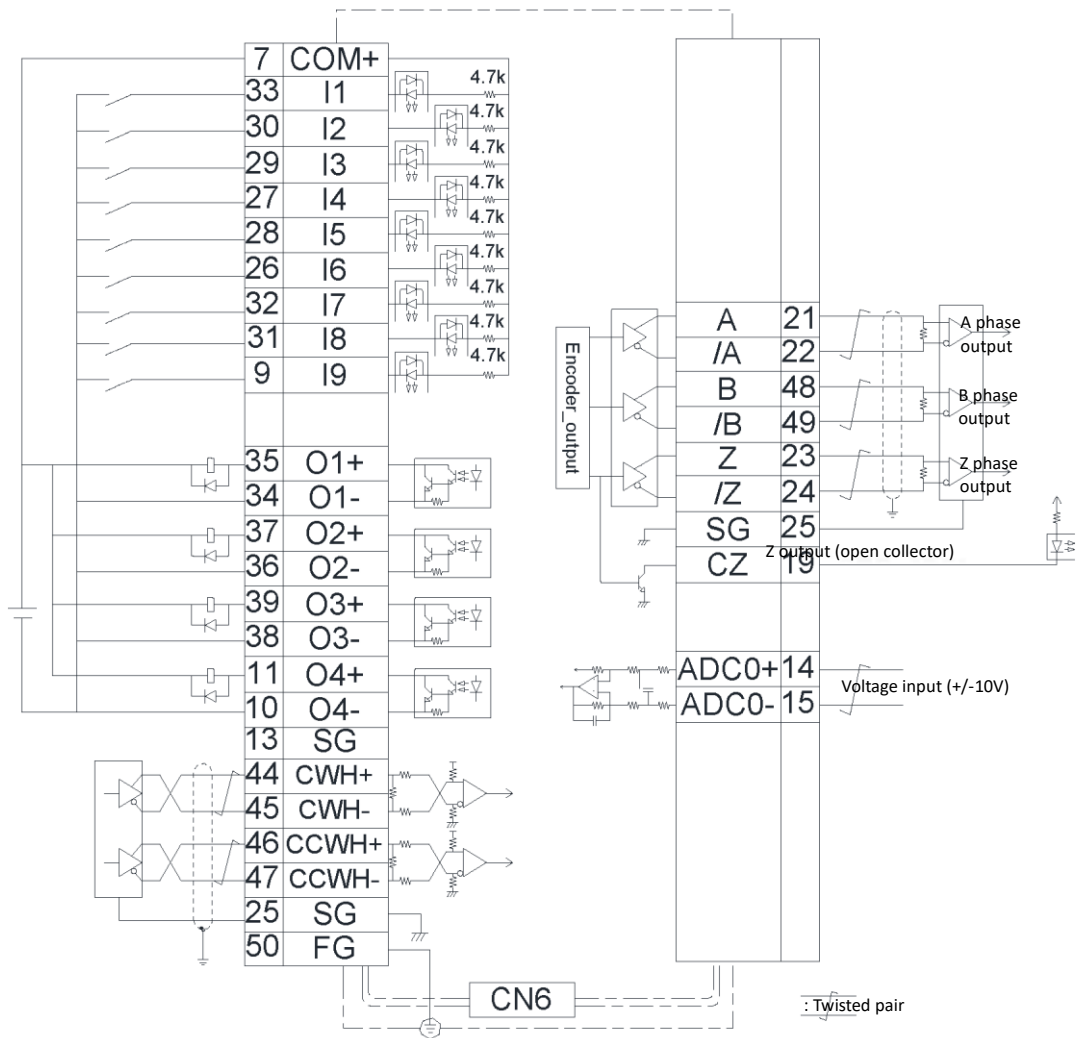 7 COM+
33 I1 4.7k
30 I2 4.7k
29 I3 4.7k
27 I4 4.7k
28 I5 4.7k
26 I6 4.7k
32 I7 4.7k
31 I8 4.7k
9 I9 4.7k
35 O1+
34 O1-
37 O2+
36 O2-
39 O3+
38 O3-
11 O4+
10 O4-
13 SG
44 CWH+
45 CWH-
46 CCWH+
47 CCWH-
25 SG
50 FG
CN6
Encoder_output
A 21
/A 22
B 48
/B 49
Z 23
/Z 24
SG 25
CZ 19
A phase
output
B phase
output
Z phase
output
Z output (open collector)
ADC0+ 14
ADC0- 15
Voltage input (+/-10V)
: Twisted pair